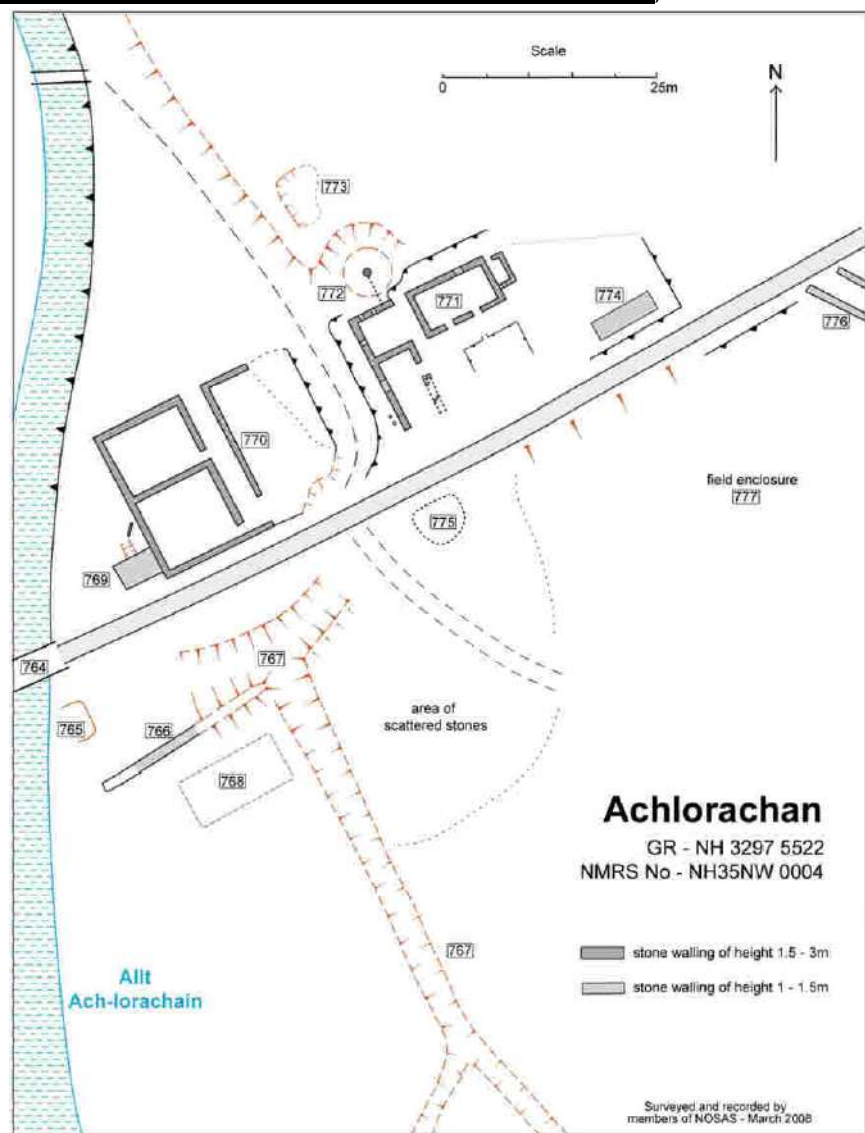 Scale
0 25m
N
773
772
771
774
776
770
field enclosure
777
775
769
764
767
765
766
area of
scattered stones
768
Achlorachan
GR - NH 3297 5522
NMRS No - NH35NW 0004
stone walling of height 1.5 - 3m
767
stone walling of height 1 - 1.5m
Allt
Ach-lorachain
Surveyed and recorded by
members of NOSAS - March 2008